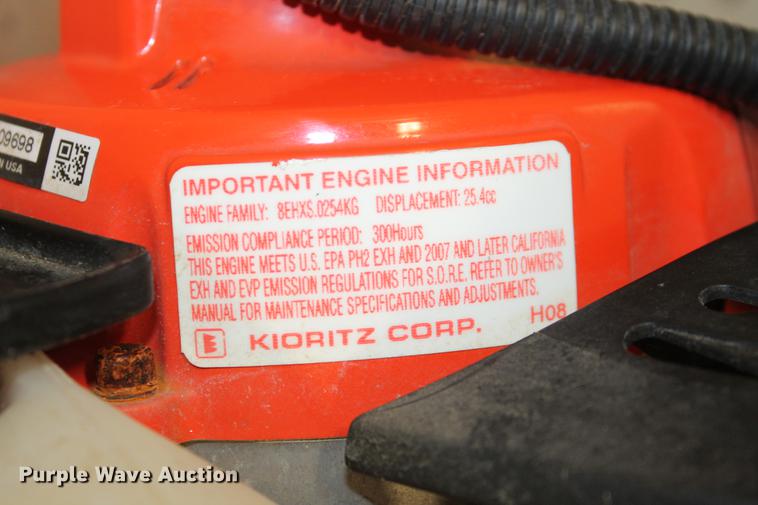 09698
N USA
IMPORTANT ENGINE INFORMATION
ENGINE FAMILY: 8EHXS.0254KG DISPLACEMENT: 25.4cc
EMISSION COMPLIANCE PERIOD: 300Hours
THIS ENGINE MEETS U.S. EPA PH2 EXH AND 2007 AND LATER CALIFORNIA
EXH AND EVP EMISSION REGULATIONS FOR S.O.R.E. REFER TO OWNER'S
MANUAL FOR MAINTENANCE SPECIFICATIONS AND ADJUSTMENTS.
KIORITZ CORP. H08
Purple Wave Auction